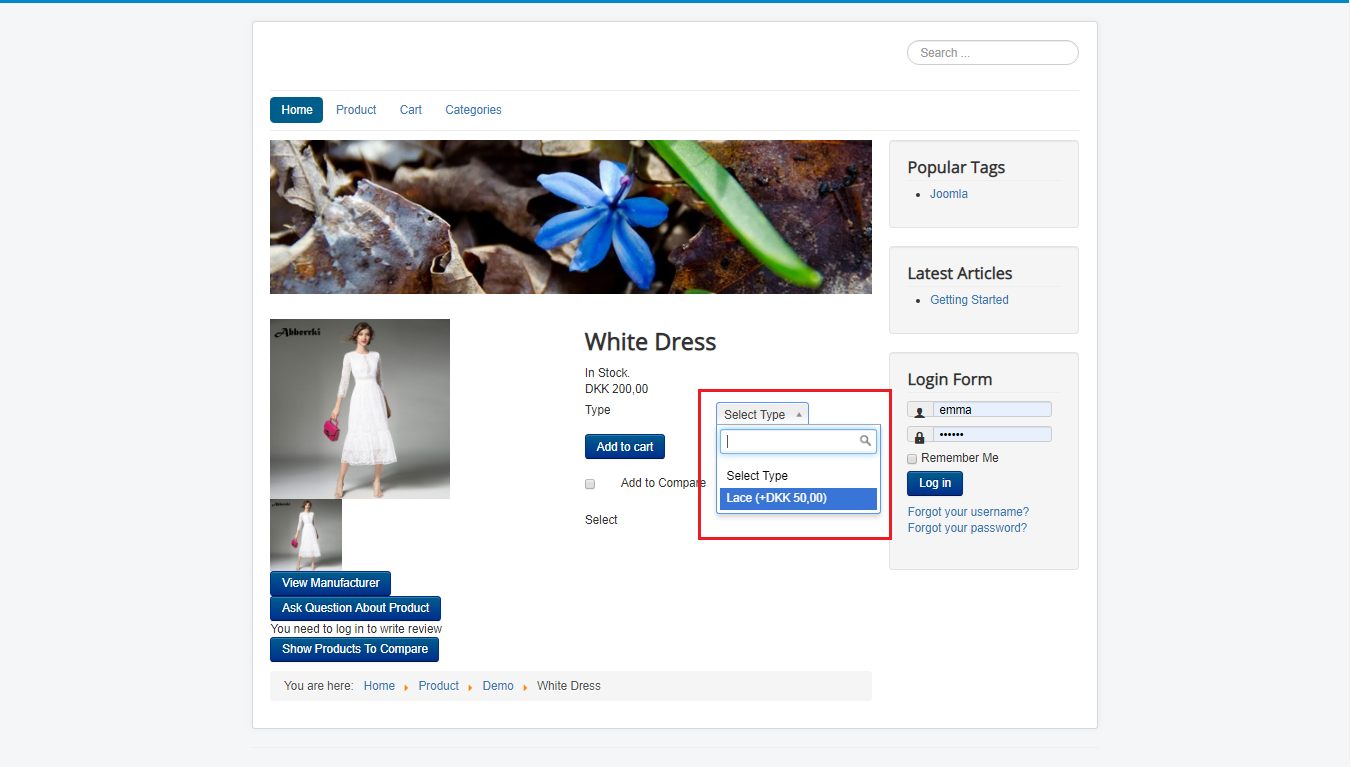 Search ...
Home Product Cart Categories
Abberrki
White Dress
In Stock.
DKK 200,00
Type
Select Type
Select Type
Lace (+DKK 50,00)
Add to cart
Add to Compare
Select
View Manufacturer
Ask Question About Product
You need to log in to write review
Show Products To Compare
You are here: Home Product Demo White Dress
Popular Tags
Joomla
Latest Articles
Getting Started
Login Form
emma
••••••
Remember Me
Log in
Forgot your username?
Forgot your password?